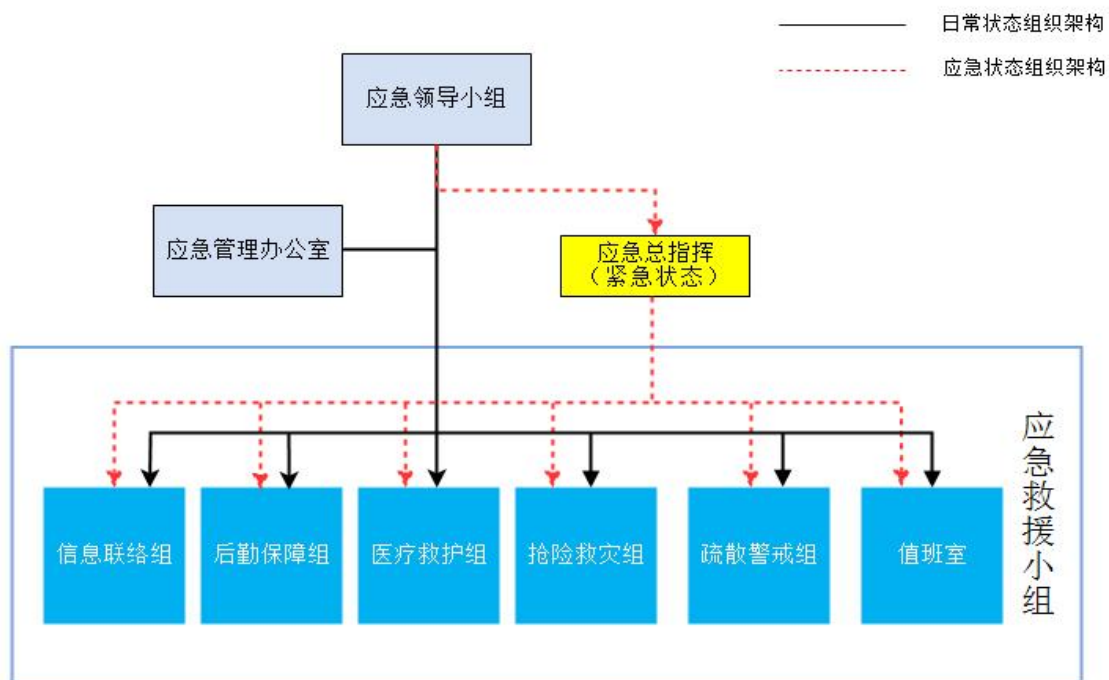 日常状态组织架构
应急状态组织架构
应急领导小组
应急管理办公室
应急总指挥
（紧急状态）
应急救援小组
信息联络组
后勤保障组
医疗救护组
抢险救灾组
疏散警戒组
值班室